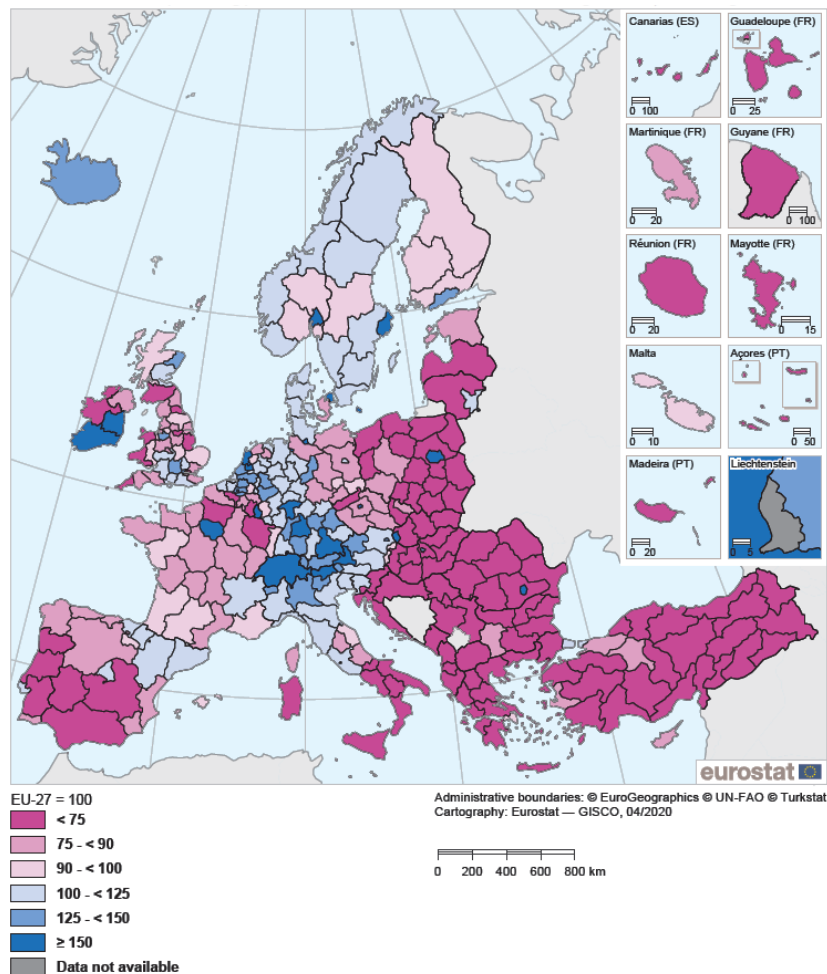 Canarias (ES)
0 100
Guadeloupe (FR)
0 25
Martinique (FR)
0 20
Guyane (FR)
0 100
Réunion (FR)
0 20
Mayotte (FR)
0 15
Malta
0 10
Açores (PT)
0 50
Madeira (PT)
0 20
Liechtenstein
0 5
eurostat
EU-27 = 100
< 75
75 - < 90
90 - < 100
100 - < 125
125 - < 150
≥ 150
Data not available
Administrative boundaries: © EuroGeographics © UN-FAO © Turkstat
Cartography: Eurostat — GISCO, 04/2020
0 200 400 600 800 km